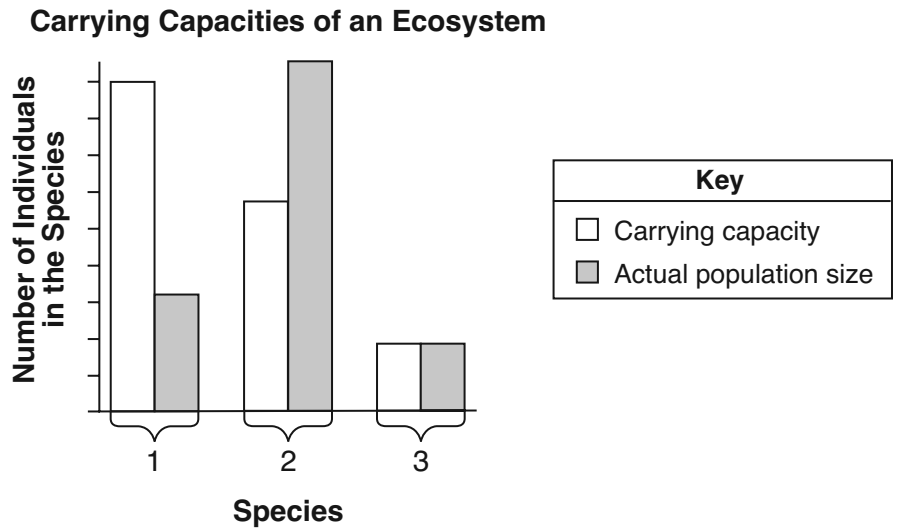 Carrying Capacities of an Ecosystem
Number of Individuals
in the Species
Key
Carrying capacity
Actual population size
1
2
3
Species